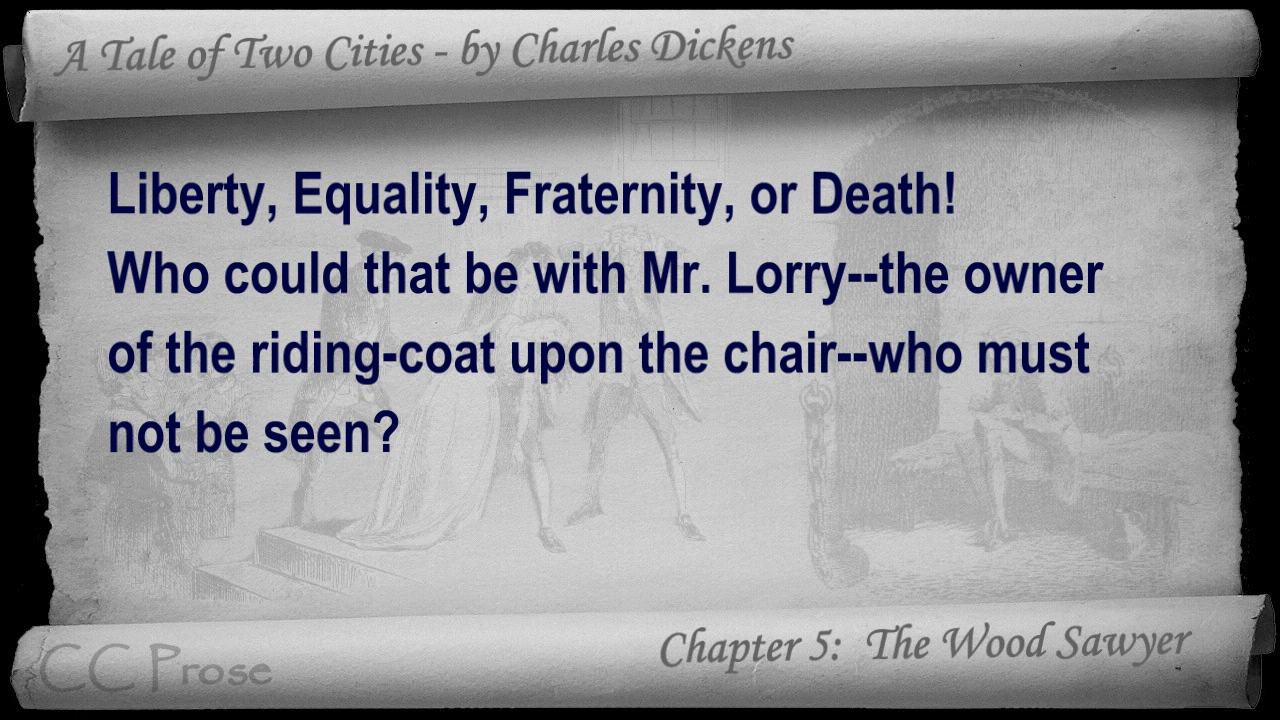 A Tale of Two Cities - by Charles Dickens
Liberty, Equality, Fraternity, or Death!
Who could that be with Mr. Lorry--the owner
of the riding-coat upon the chair--who must
not be seen?
Chapter 5: The Wood Sawyer
CC Prose